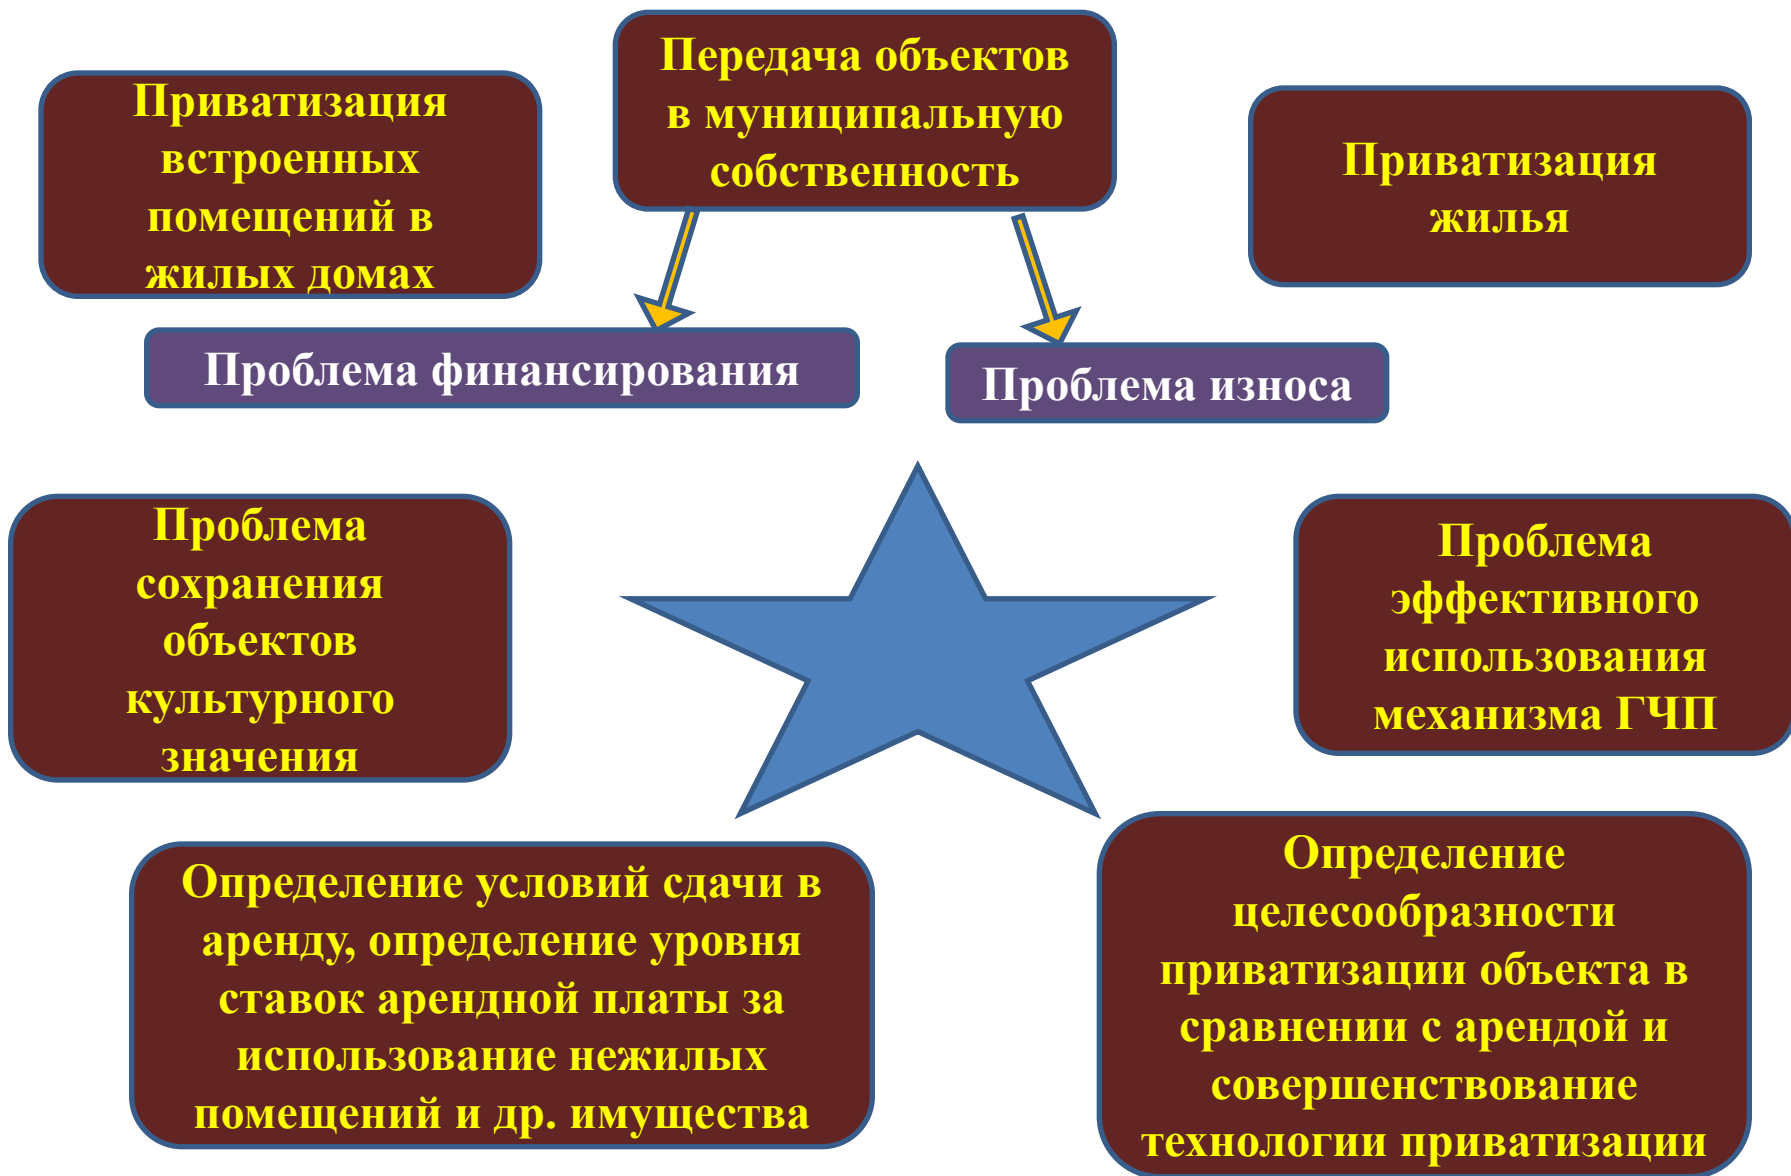 Передача объектов
в муниципальную
собственность
Приватизация
встроенных
помещений в
жилых домах
Приватизация
жилья
Проблема финансирования
Проблема износа
Проблема
сохранения
объектов
культурного
значения
Проблема
эффективного
использования
механизма ГЧП
Определение условий сдачи в
аренду, определение уровня
ставок арендной платы за
использование нежилых
помещений и др. имущества
Определение
целесообразности
приватизации объекта в
сравнении с арендой и
совершенствование
технологии приватизации